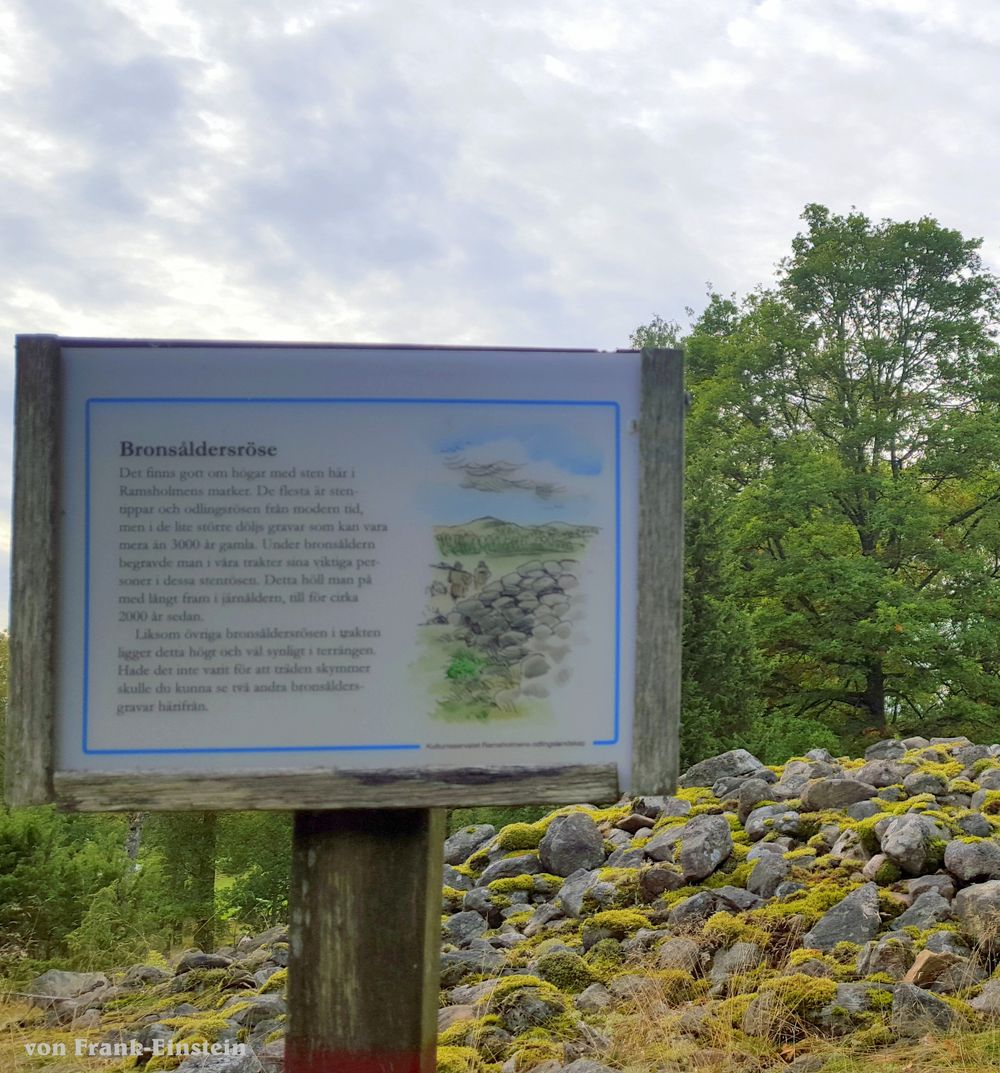 Bronsåldersröse
Det finns gott om högar med sten här i
Ramsholmens marker. De flesta är sten-
tippar och odlingsrösen från modern tid,
men i de lite större döljs gravar som kan vara
mera än 3000 år gamla. Under bronsåldern
begravde man i våra trakter sina viktiga per-
soner i dessa stenrösen. Detta höll man på
med långt fram i järnåldern, till för cirka
2000 år sedan.
Liksom övriga bronsåldersrösen i trakten
ligger detta högt och väl synligt i terrängen.
Hade det inte varit för att träden skymmer
skulle du kunna se två andra bronsålders-
gravar härifrån.
Kulturreservatet Ramsholmens odlingslandskap
von Frank-Einstein